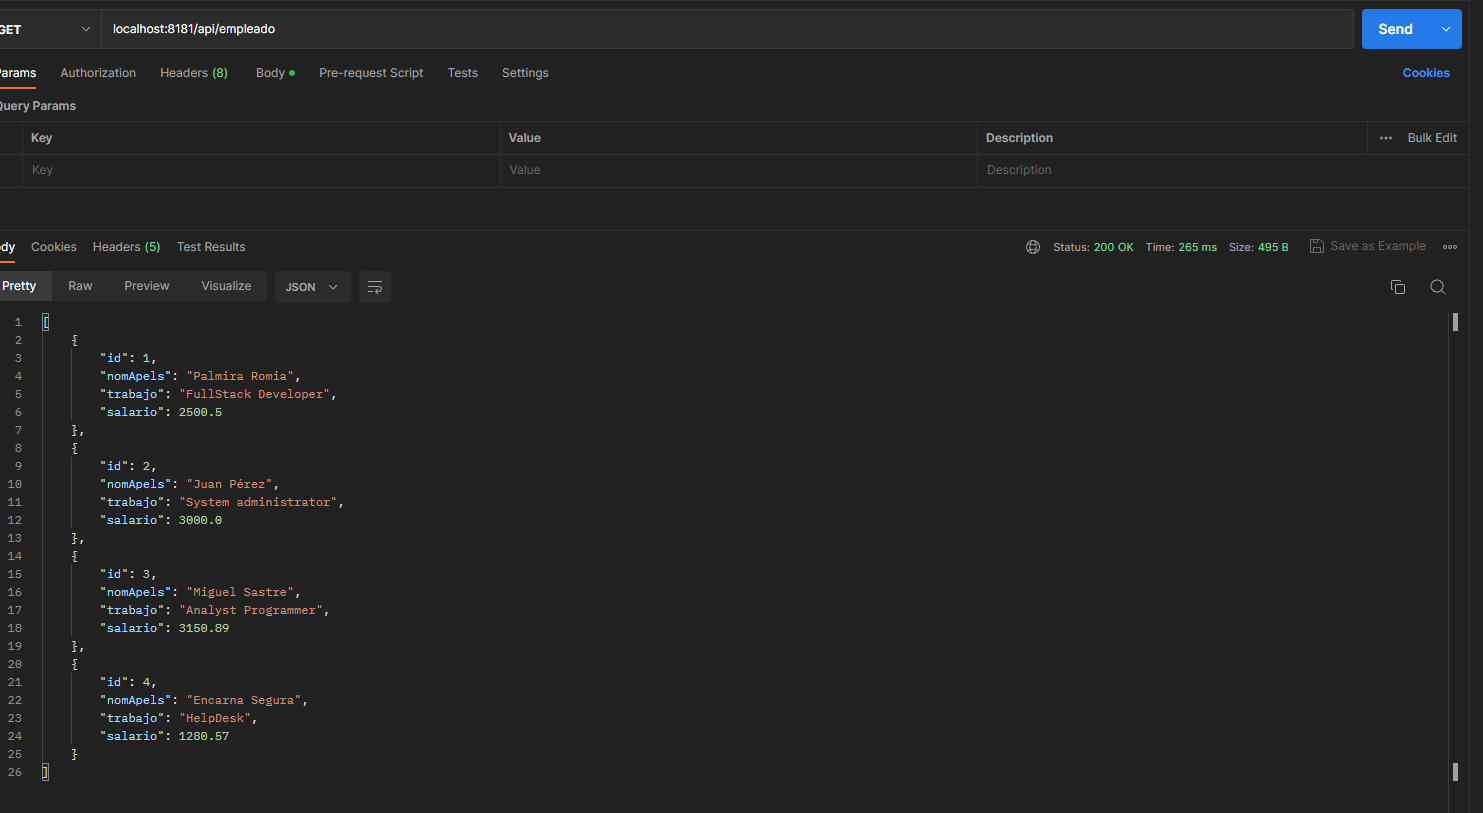 GET localhost:8181/api/empleado Send
Params Authorization Headers (8) Body Pre-request Script Tests Settings Cookies
Query Params
Key Value Description Bulk Edit
Key Value Description
Body Cookies Headers (5) Test Results Status: 200 OK Time: 265 ms Size: 495 B Save as Example
Pretty Raw Preview Visualize JSON
1 [
2 {
3 "id": 1,
4 "nomApels": "Palmira Romia",
5 "trabajo": "FullStack Developer",
6 "salario": 2500.5
7 },
8 {
9 "id": 2,
10 "nomApels": "Juan Pérez",
11 "trabajo": "System administrator",
12 "salario": 3000.0
13 },
14 {
15 "id": 3,
16 "nomApels": "Miguel Sastre",
17 "trabajo": "Analyst Programmer",
18 "salario": 3150.89
19 },
20 {
21 "id": 4,
22 "nomApels": "Encarna Segura",
23 "trabajo": "HelpDesk",
24 "salario": 1280.57
25 }
26 ]